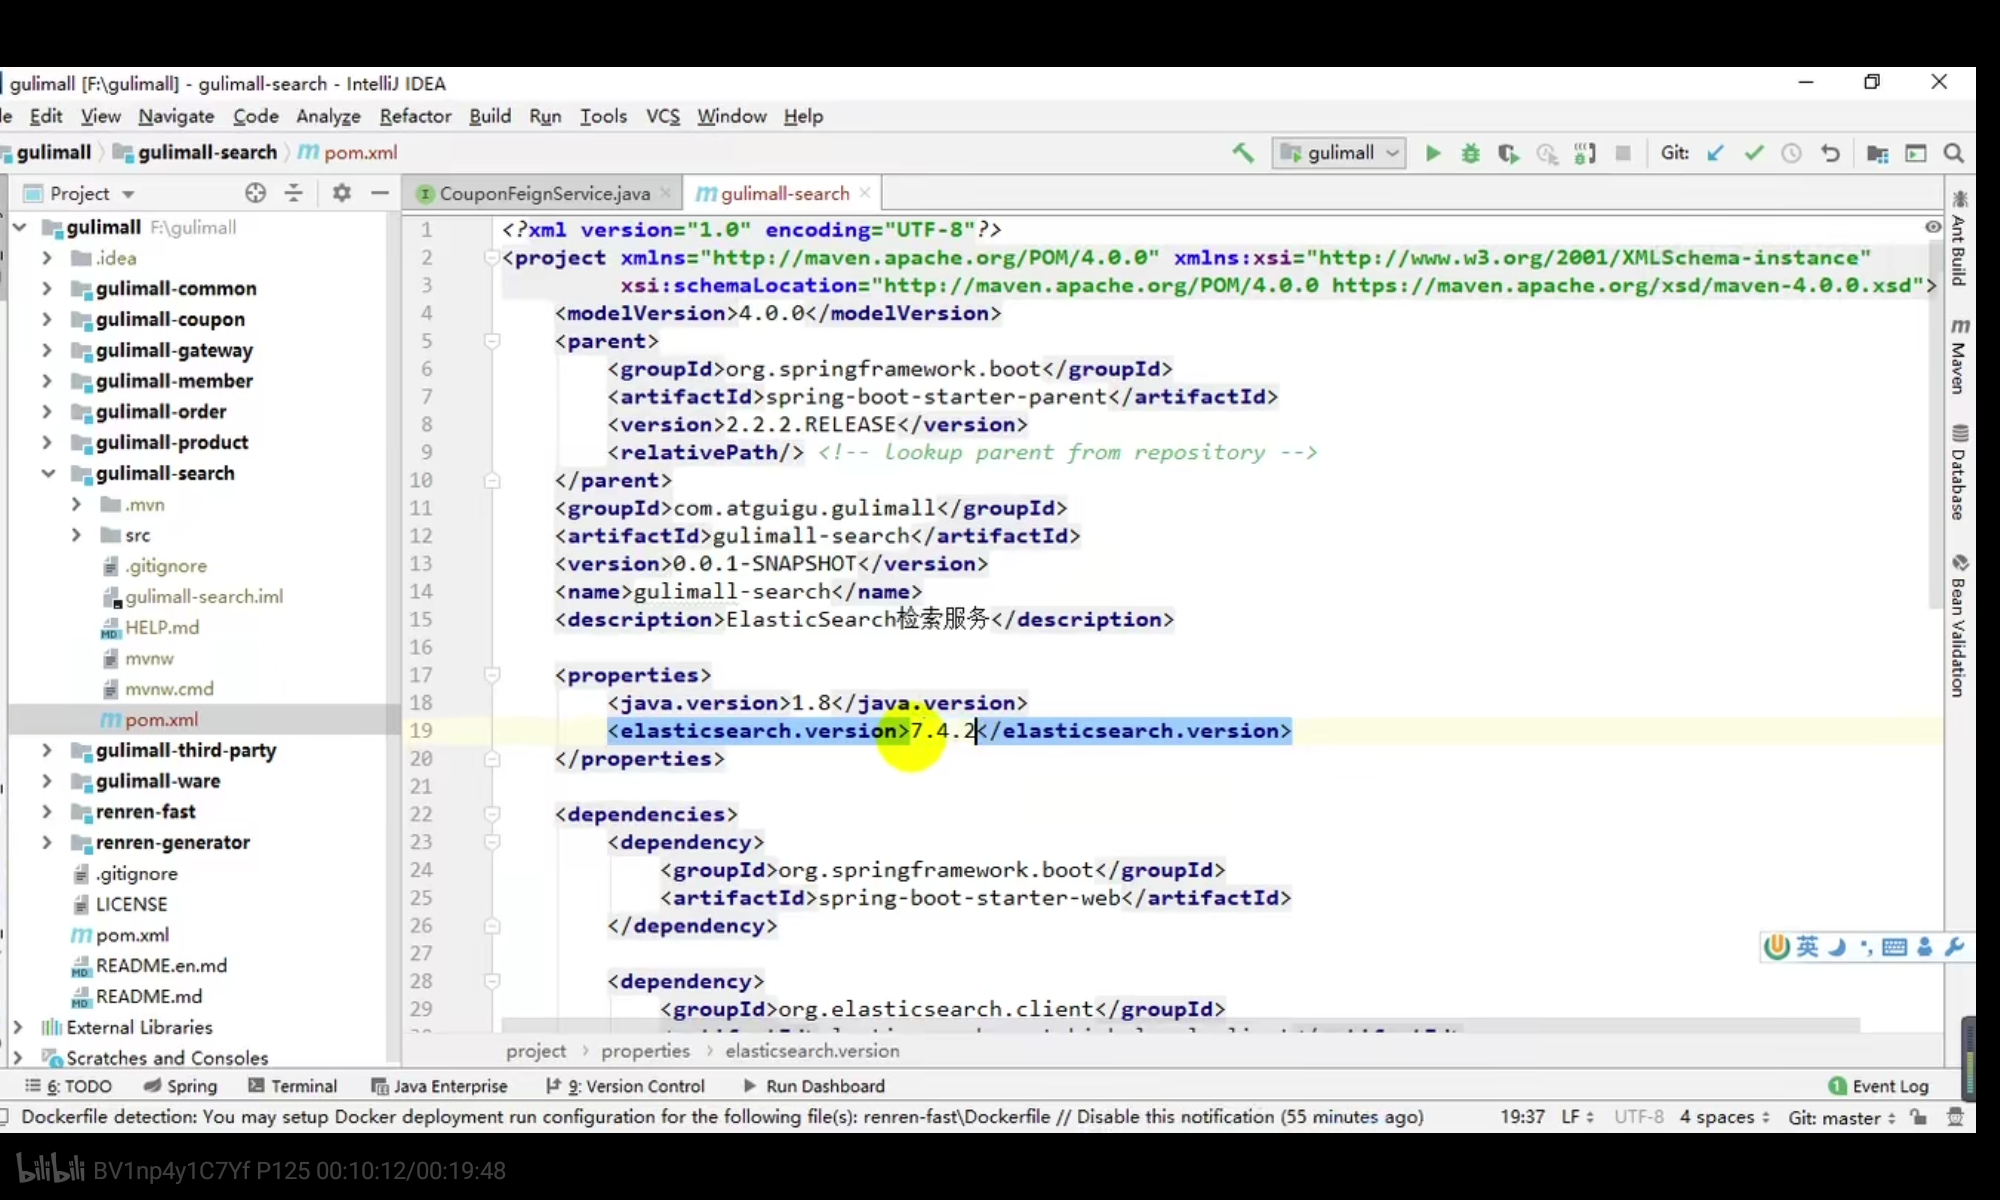 gulimall [F:\gulimall] - gulimall-search - IntelliJ IDEA
Edit View Navigate Code Analyze Refactor Build Run Tools VCS Window Help
gulimall gulimall-search pom.xml
gulimall
Git:
Project
CouponFeignService.java
gulimall-search
gulimall F:\gulimall
.idea
gulimall-common
gulimall-coupon
gulimall-gateway
gulimall-member
gulimall-order
gulimall-product
gulimall-search
.mvn
src
.gitignore
gulimall-search.iml
HELP.md
mvnw
mvnw.cmd
pom.xml
gulimall-third-party
gulimall-ware
renren-fast
renren-generator
.gitignore
LICENSE
pom.xml
README.en.md
README.md
External Libraries
Scratches and Consoles
1 <?xml version="1.0" encoding="UTF-8"?>
2 <project xmlns="http://maven.apache.org/POM/4.0.0" xmlns:xsi="http://www.w3.org/2001/XMLSchema-instance"
3 xsi:schemaLocation="http://maven.apache.org/POM/4.0.0 https://maven.apache.org/xsd/maven-4.0.0.xsd">
4 <modelVersion>4.0.0</modelVersion>
5 <parent>
6 <groupId>org.springframework.boot</groupId>
7 <artifactId>spring-boot-starter-parent</artifactId>
8 <version>2.2.2.RELEASE</version>
9 <relativePath/> <!-- lookup parent from repository -->
10 </parent>
11 <groupId>com.atguigu.gulimall</groupId>
12 <artifactId>gulimall-search</artifactId>
13 <version>0.0.1-SNAPSHOT</version>
14 <name>gulimall-search</name>
15 <description>ElasticSearch检索服务</description>
16
17 <properties>
18 <java.version>1.8</java.version>
19 <elasticsearch.version>7.4.2</elasticsearch.version>
20 </properties>
21
22 <dependencies>
23 <dependency>
24 <groupId>org.springframework.boot</groupId>
25 <artifactId>spring-boot-starter-web</artifactId>
26 </dependency>
27
28 <dependency>
29 <groupId>org.elasticsearch.client</groupId>
project properties elasticsearch.version
Ant Build
Maven
Database
Bean Validation
英
6: TODO Spring Terminal Java Enterprise 9: Version Control Run Dashboard 1 Event Log
Dockerfile detection: You may setup Docker deployment run configuration for the following file(s): renren-fast\Dockerfile // Disable this notification (55 minutes ago) 19:37 LF UTF-8 4 spaces Git: master
bilibili BV1np4y1C7Yf P125 00:10:12/00:19:48